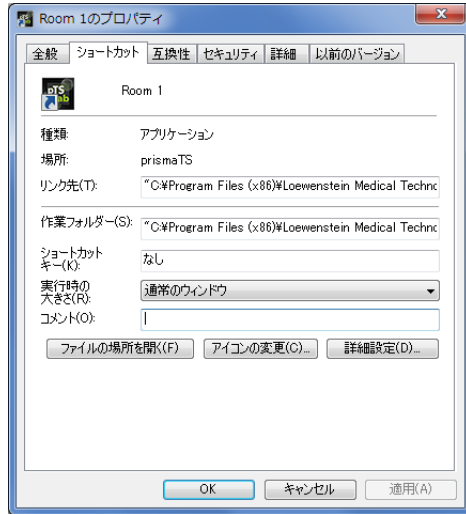 Room 1のプロパティ
全般 ショートカット 互換性 セキュリティ 詳細 以前のバージョン
pTS lab
Room 1
種類: アプリケーション
場所: prismaTS
リンク先(T): "C:¥Program Files (x86)¥Loewenstein Medical Techno
作業フォルダー(S): "C:¥Program Files (x86)¥Loewenstein Medical Techno
ショートカット
キー(K): なし
実行時の
大きさ(R): 通常のウィンドウ
コメント(O):
ファイルの場所を開く(F) アイコンの変更(C)... 詳細設定(D)...
OK キャンセル 適用(A)